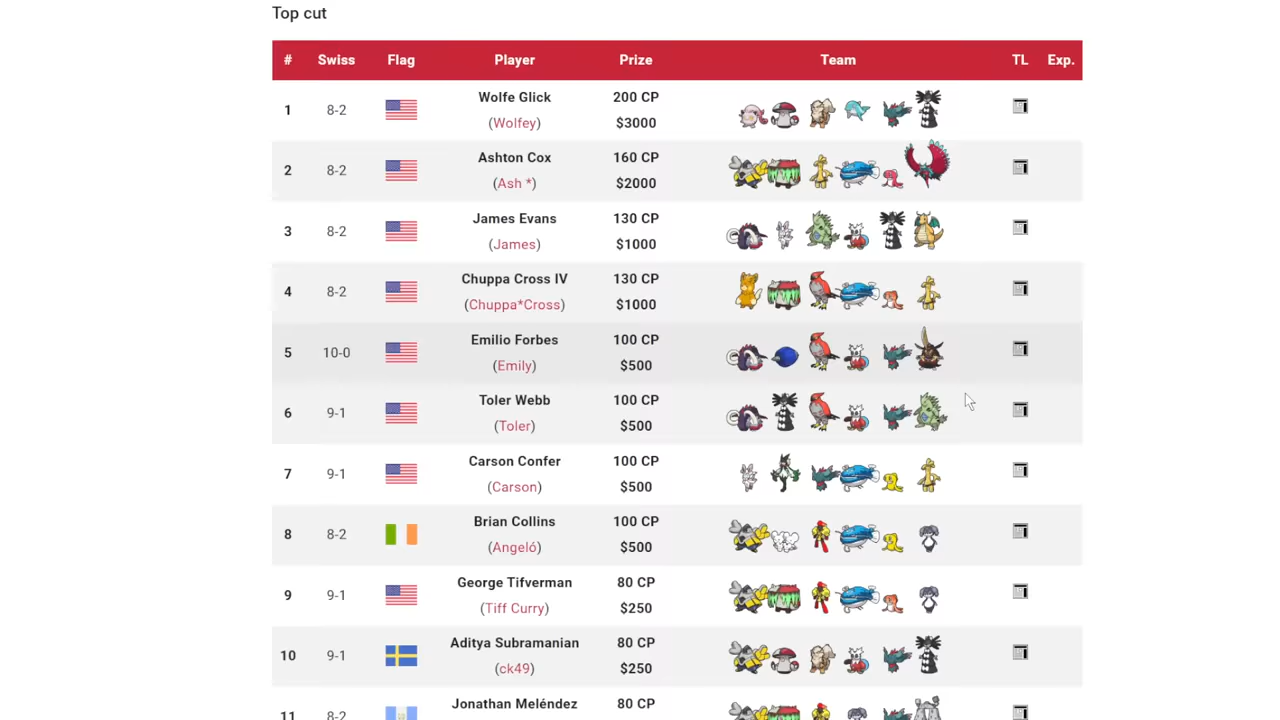 Top cut
# Swiss Flag Player Prize Team TL Exp.
1 8-2 Wolfe Glick (Wolfey) 200 CP $3000
2 8-2 Ashton Cox (Ash *) 160 CP $2000
3 8-2 James Evans (James) 130 CP $1000
4 8-2 Chuppa Cross IV (Chuppa*Cross) 130 CP $1000
5 10-0 Emilio Forbes (Emily) 100 CP $500
6 9-1 Toler Webb (Toler) 100 CP $500
7 9-1 Carson Confer (Carson) 100 CP $500
8 8-2 Brian Collins (Angeló) 100 CP $500
9 9-1 George Tifverman (Tiff Curry) 80 CP $250
10 9-1 Aditya Subramanian (ck49) 80 CP $250
11 8-2 Jonathan Meléndez 80 CP